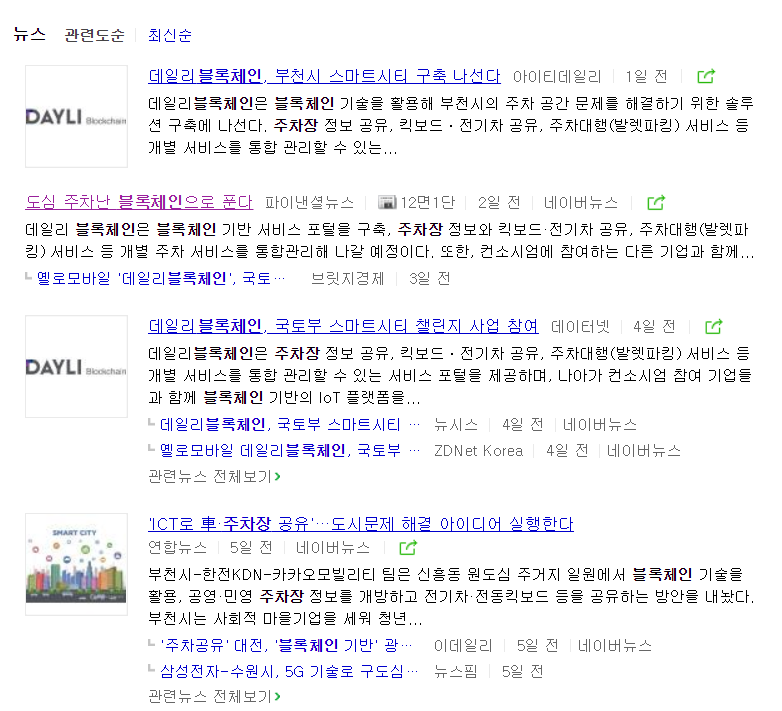 뉴스 관련도순 최신순
데일리블록체인, 부천시 스마트시티 구축 나선다 아이티데일리 1일 전
DAYLI Blockchain
데일리블록체인은 블록체인 기술을 활용해 부천시의 주차 공간 문제를 해결하기 위한 솔루
션 구축에 나선다. 주차장 정보 공유, 킥보드·전기차 공유, 주차대행(발렛파킹) 서비스 등
개별 서비스를 통합 관리할 수 있는...
도심 주차난 블록체인으로 푼다 파이낸셜뉴스 12면1단 2일 전 네이버뉴스
데일리 블록체인은 블록체인 기반 서비스 포털을 구축, 주차장 정보와 킥보드·전기차 공유, 주차대행(발렛파
킹) 서비스 등 개별 주차 서비스를 통합관리해 나갈 예정이다. 또한, 컨소시엄에 참여하는 다른 기업과 함께...
옐로모바일 '데일리블록체인', 국토… 브릿지경제 3일 전
데일리블록체인, 국토부 스마트시티 챌린지 사업 참여 데이터넷 4일 전
DAYLI Blockchain
데일리블록체인은 주차장 정보 공유, 킥보드·전기차 공유, 주차대행(발렛파킹) 서비스 등
개별 서비스를 통합 관리할 수 있는 서비스 포털을 제공하며, 나아가 컨소시엄 참여 기업들
과 함께 블록체인 기반의 IoT 플랫폼을...
데일리블록체인, 국토부 스마트시티 … 뉴시스 4일 전 네이버뉴스
옐로모바일 데일리블록체인, 국토부 … ZDNet Korea 4일 전 네이버뉴스
관련뉴스 전체보기
'ICT로 車·주차장 공유'…도시문제 해결 아이디어 실행한다
SMART CITY
연합뉴스 5일 전 네이버뉴스
부천시-한전KDN-카카오모빌리티 팀은 신흥동 원도심 주거지 일원에서 블록체인 기술을
활용, 공영·민영 주차장 정보를 개방하고 전기차·전동킥보드 등을 공유하는 방안을 내놨다.
부천시는 사회적 마을기업을 세워 청년...
'주차공유' 대전, '블록체인 기반' 광… 이데일리 5일 전 네이버뉴스
삼성전자-수원시, 5G 기술로 구도심… 뉴스핌 5일 전
관련뉴스 전체보기